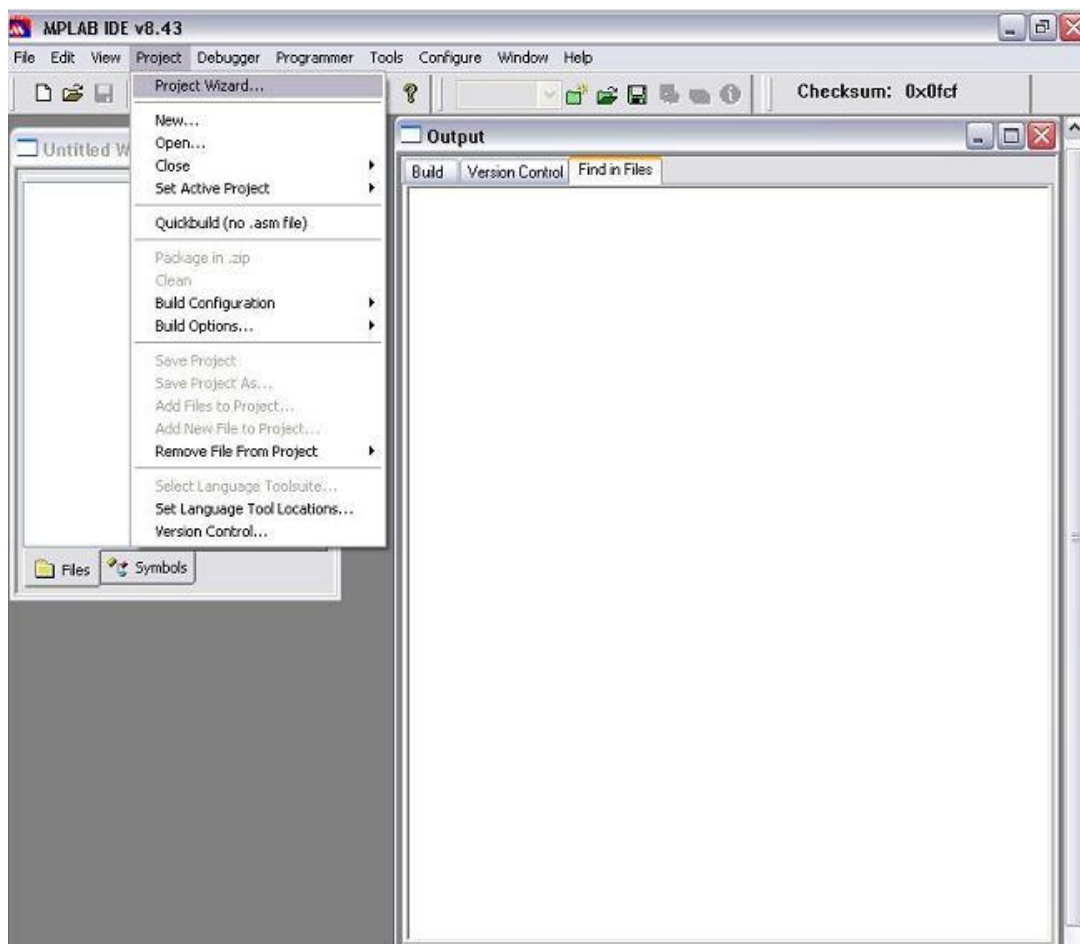 MPLAB IDE v8.43
File Edit View Project Debugger Programmer Tools Configure Window Help
Checksum: 0x0fcf
Project Wizard...
New...
Open...
Close
Set Active Project
Quickbuild (no .asm file)
Package in .zip
Clean
Build Configuration
Build Options...
Save Project
Save Project As...
Add Files to Project...
Add New File to Project...
Remove File From Project
Select Language Toolsuite...
Set Language Tool Locations...
Version Control...
Untitled W
Files Symbols
Output
Build Version Control Find in Files